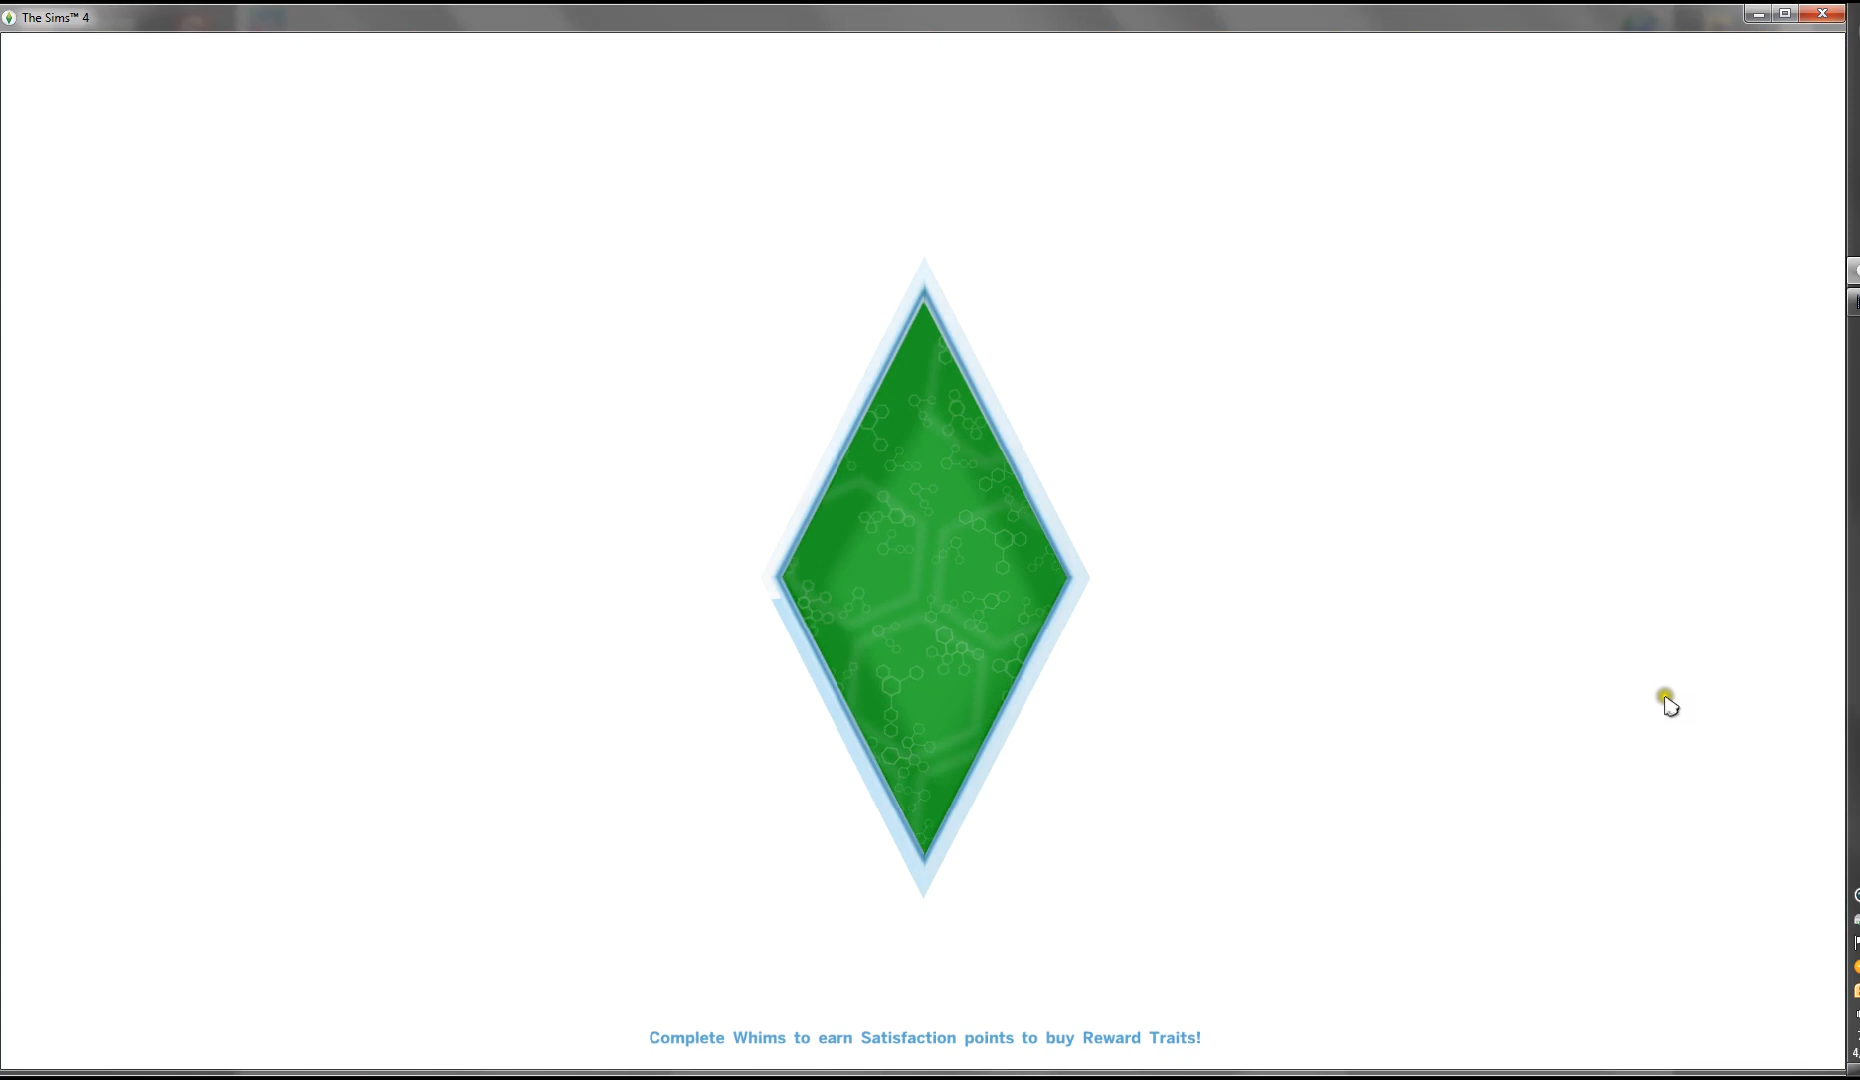 The Sims™ 4
Complete Whims to earn Satisfaction points to buy Reward Traits!